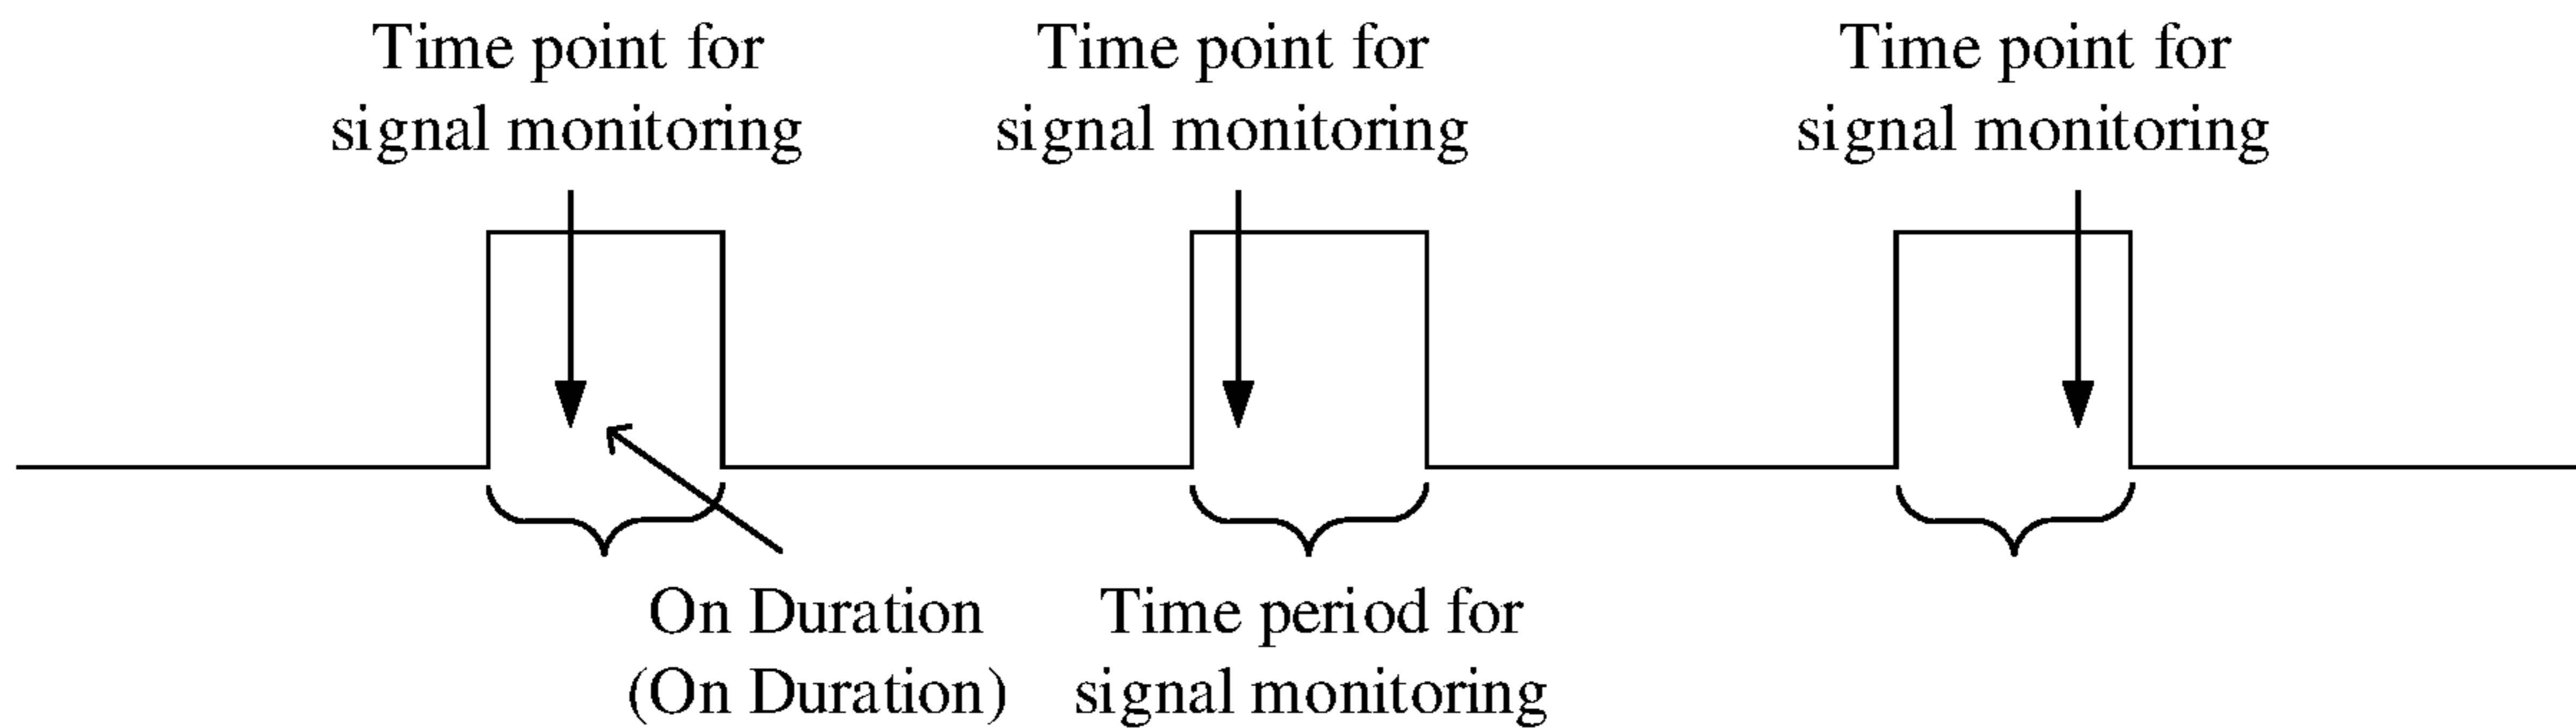 Time point for
signal monitoring
Time point for
signal monitoring
Time point for
signal monitoring
On Duration
(On Duration)
Time period for
signal monitoring